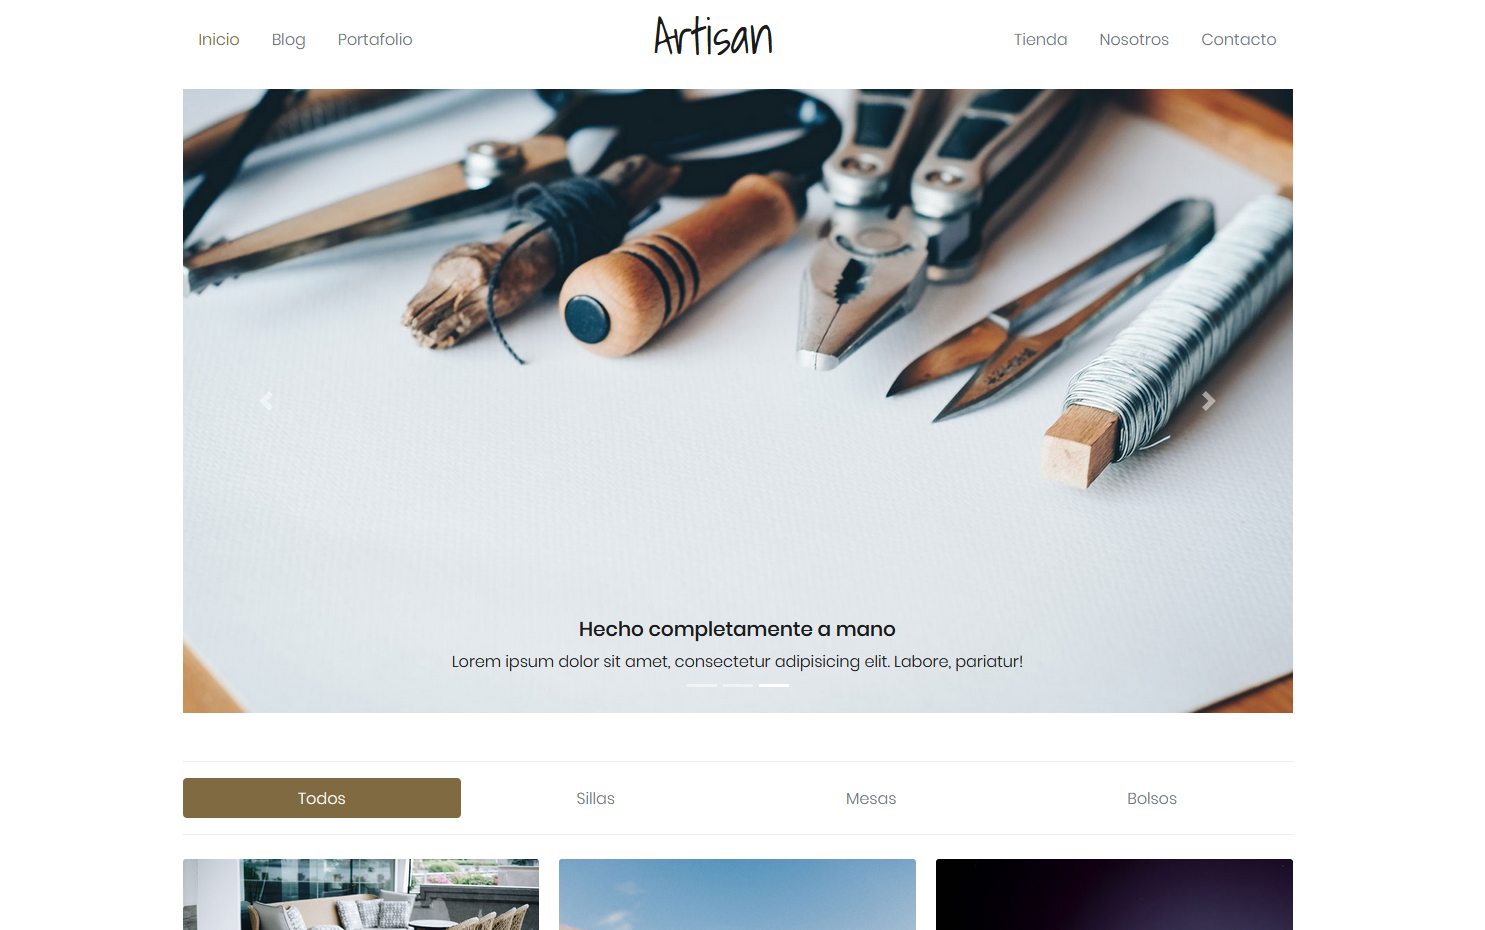 Inicio Blog Portafolio Artisan Tienda Nosotros Contacto
Hecho completamente a mano
Lorem ipsum dolor sit amet, consectetur adipisicing elit. Labore, pariatur!
Todos Sillas Mesas Bolsos